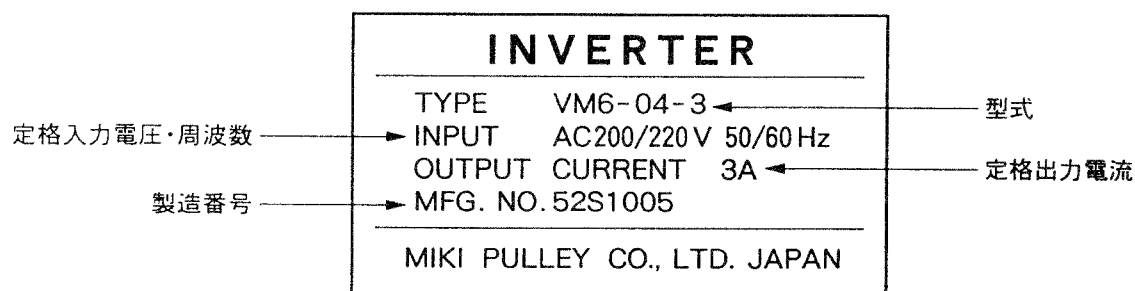 INVERTER
TYPE VM6-04-3
型式
定格入力電圧・周波数
INPUT AC200/220V 50/60Hz
OUTPUT CURRENT 3A
定格出力電流
製造番号
MFG. NO. 52S1005
MIKI PULLEY CO., LTD. JAPAN